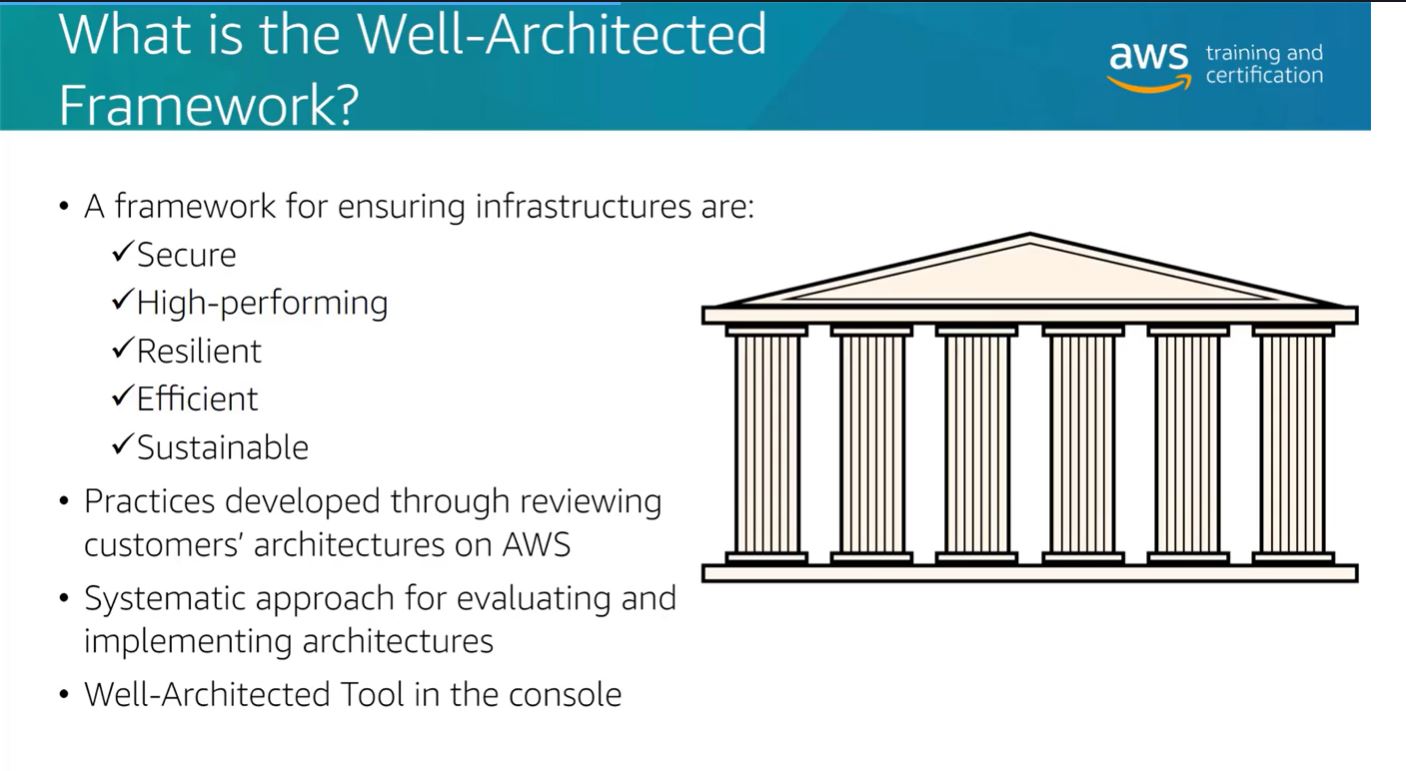 What is the Well-Architected
Framework?
aws training and
certification
• A framework for ensuring infrastructures are:
✓Secure
✓High-performing
✓Resilient
✓Efficient
✓Sustainable
• Practices developed through reviewing
customers’ architectures on AWS
• Systematic approach for evaluating and
implementing architectures
• Well-Architected Tool in the console